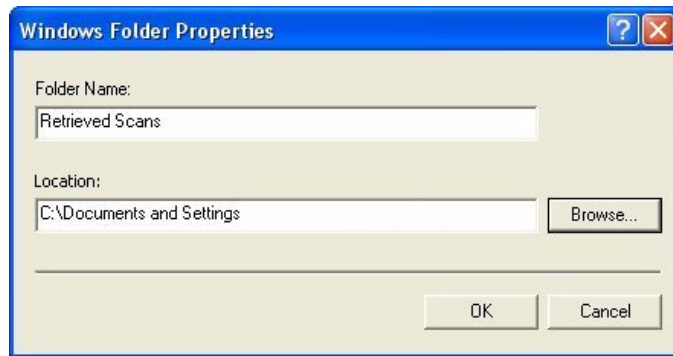 Windows Folder Properties
Folder Name:
Retrieved Scans
Location:
C:\Documents and Settings
Browse...
OK
Cancel